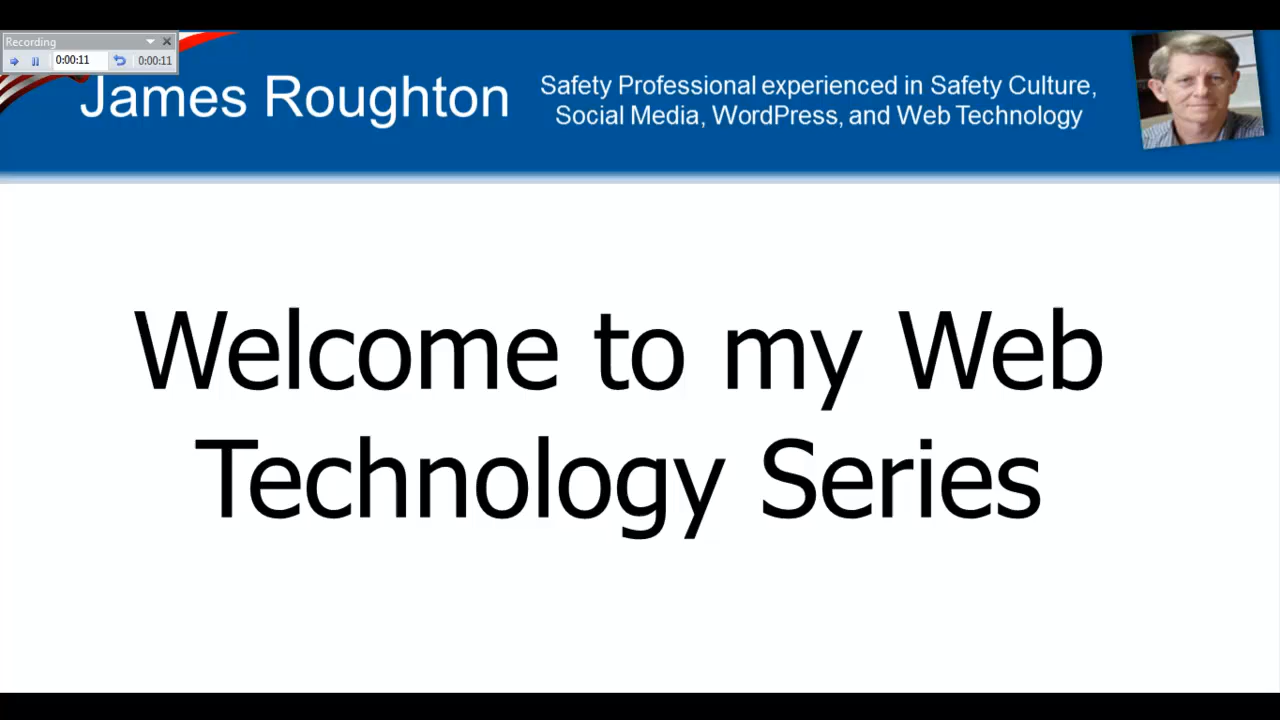 Recording
0:00:11
0:00:11
James Roughton
Safety Professional experienced in Safety Culture,
Social Media, WordPress, and Web Technology
Welcome to my Web
Technology Series